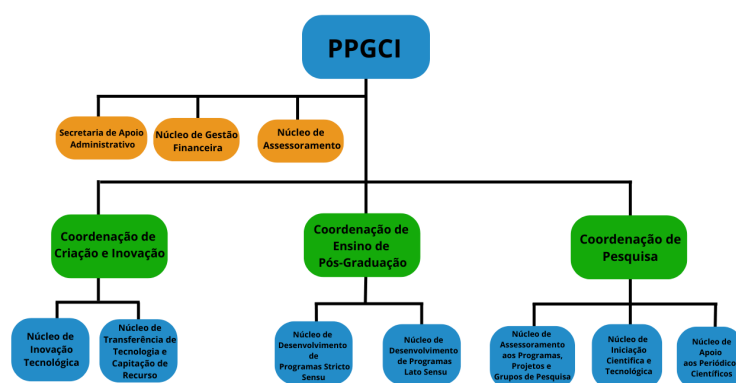 PPGCI
Secretaria de Apoio
Administrativo
Núcleo de Gestão
Financeira
Núcleo de
Assessoramento
Coordenação de
Criação e Inovação
Coordenação de
Ensino de
Pós-Graduação
Coordenação de
Pesquisa
Núcleo de
Inovação
Tecnológica
Núcleo de
Transferência de
Tecnologia e
Capitação de
Recurso
Núcleo de
Desenvolvimento
de
Programas Stricto
Sensu
Núcleo de
Desenvolvimento
de Programas
Lato Sensu
Núcleo de
Assessoramento
aos Programas,
Projetos e
Grupos de Pesquisa
Núcleo de
Iniciação
Científica e
Tecnológica
Núcleo de
Apoio
aos Periódicos
Científicos